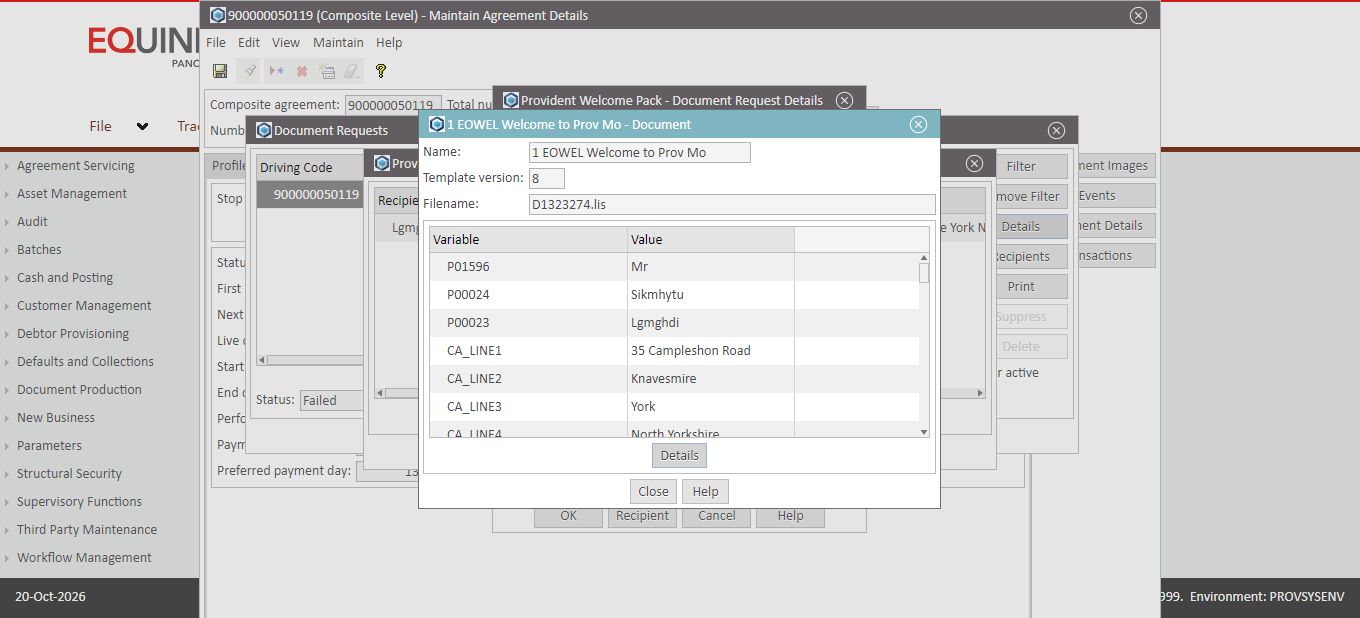 900000050119 (Composite Level) - Maintain Agreement Details
EQUINI
PANC
File Edit View Maintain Help
Composite agreement: 900000050119 Total nu
Numb
File
Trac
Provident Welcome Pack - Document Request Details
Document Requests
Driving Code
900000050119
Status: Failed
Prov
Recipie
Lgmg
e York N
1 EOWEL Welcome to Prov Mo - Document
Name: 1 EOWEL Welcome to Prov Mo
Template version: 8
Filename: D1323274.lis
Variable Value
P01596 Mr
P00024 Sikmhytu
P00023 Lgmghdi
CA_LINE1 35 Campleshon Road
CA_LINE2 Knavesmire
CA_LINE3 York
CA_LINE4 North Yorkshire
Details
Close Help
OK Recipient Cancel Help
Filter
move Filter
Details
Recipients
Print
Suppress
Delete
r active
ment Images
Events
ment Details
nsactions
Agreement Servicing
Asset Management
Audit
Batches
Cash and Posting
Customer Management
Debtor Provisioning
Defaults and Collections
Document Production
New Business
Parameters
Structural Security
Supervisory Functions
Third Party Maintenance
Workflow Management
Profile
Stop
Statu
First
Next
Live c
Start
End c
Perfo
Paym
Preferred payment day: 13
20-Oct-2026
999. Environment: PROVSYSENV